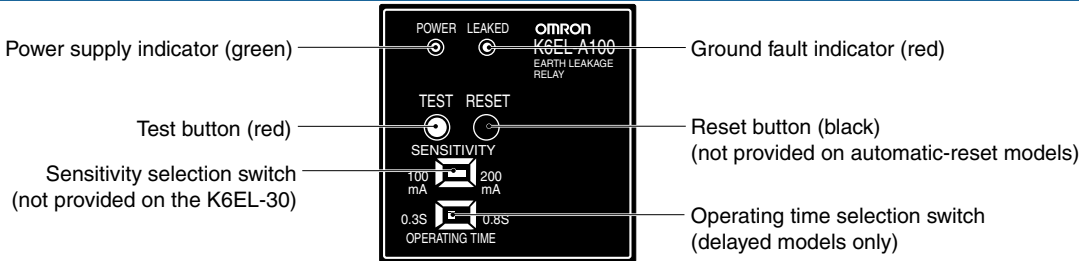 Power supply indicator (green)
POWER LEAKED
OMRON
K6EL-A100
EARTH LEAKAGE
RELAY
Ground fault indicator (red)
Test button (red)
TEST RESET
Reset button (black)
(not provided on automatic-reset models)
Sensitivity selection switch
(not provided on the K6EL-30)
SENSITIVITY
100
mA
200
mA
0.3S
0.8S
OPERATING TIME
Operating time selection switch
(delayed models only)